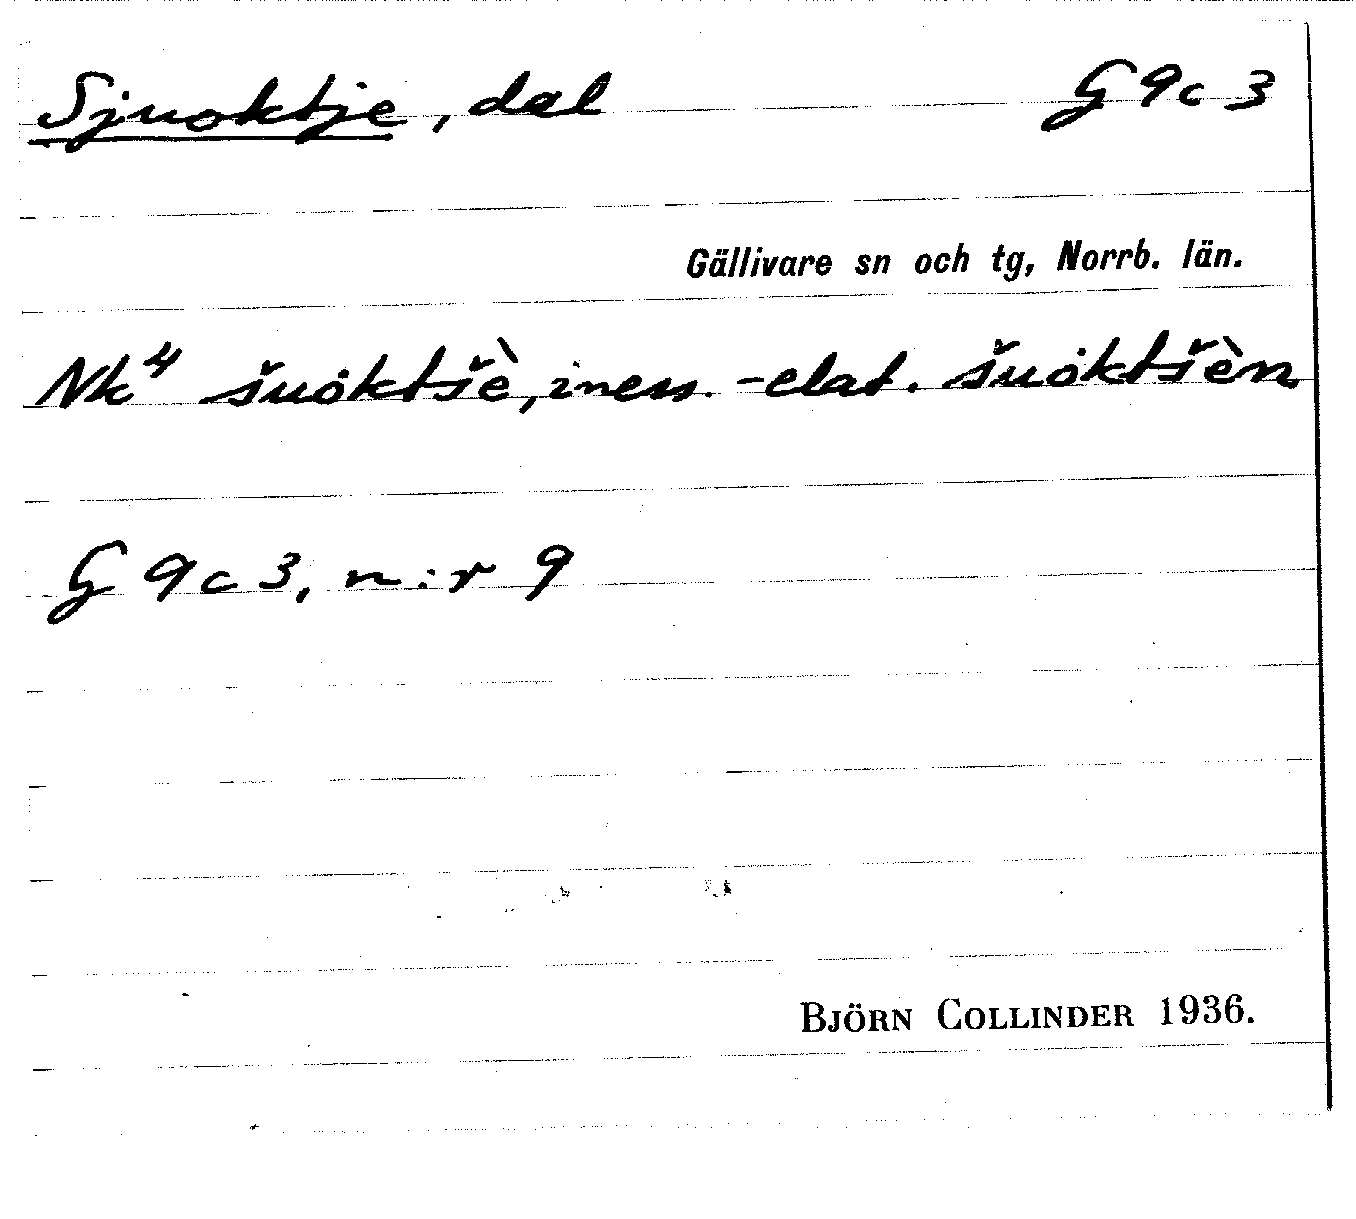 Sjuoktje, dal G 9c 3
Gällivare sn och tg, Norrb. län.
Nk⁴ šuȯktšè, iness. -elat. šuȯktšèn
G 9c 3, n:r 9
BJÖRN COLLINDER 1936.